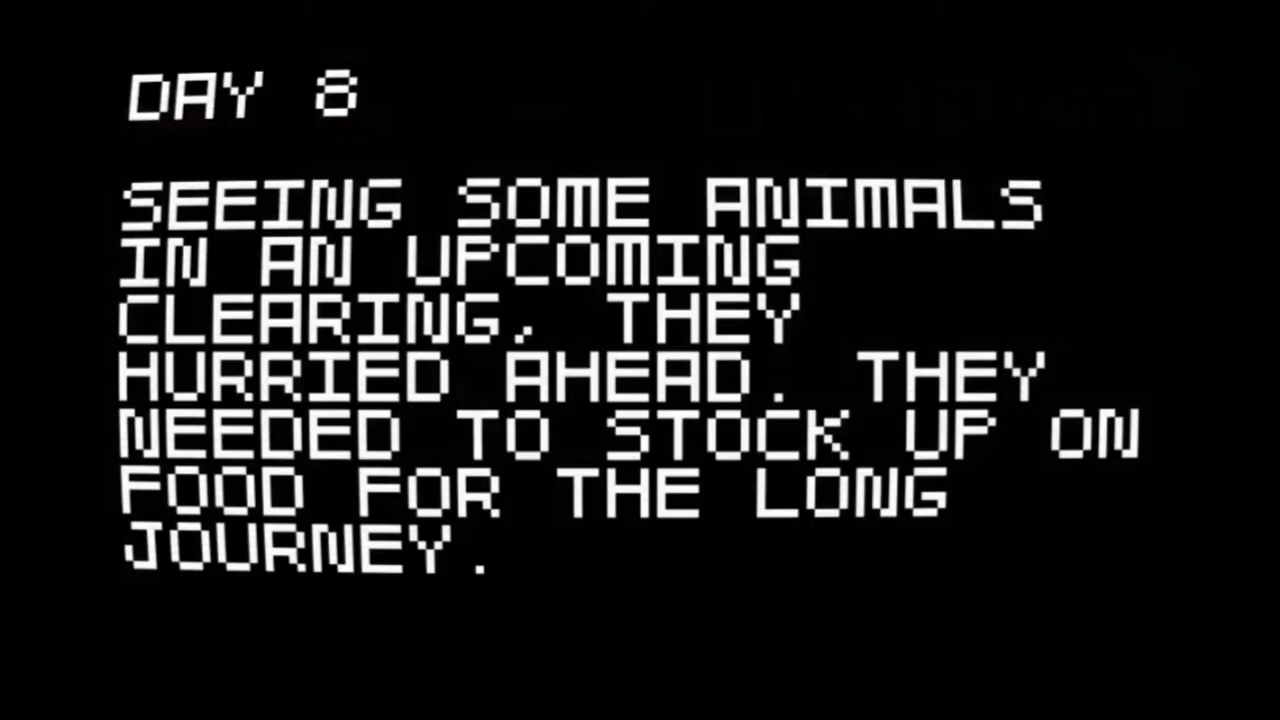 DAY 8
SEEING SOME ANIMALS
IN AN UPCOMING
CLEARING, THEY
HURRIED AHEAD. THEY
NEEDED TO STOCK UP ON
FOOD FOR THE LONG
JOURNEY.